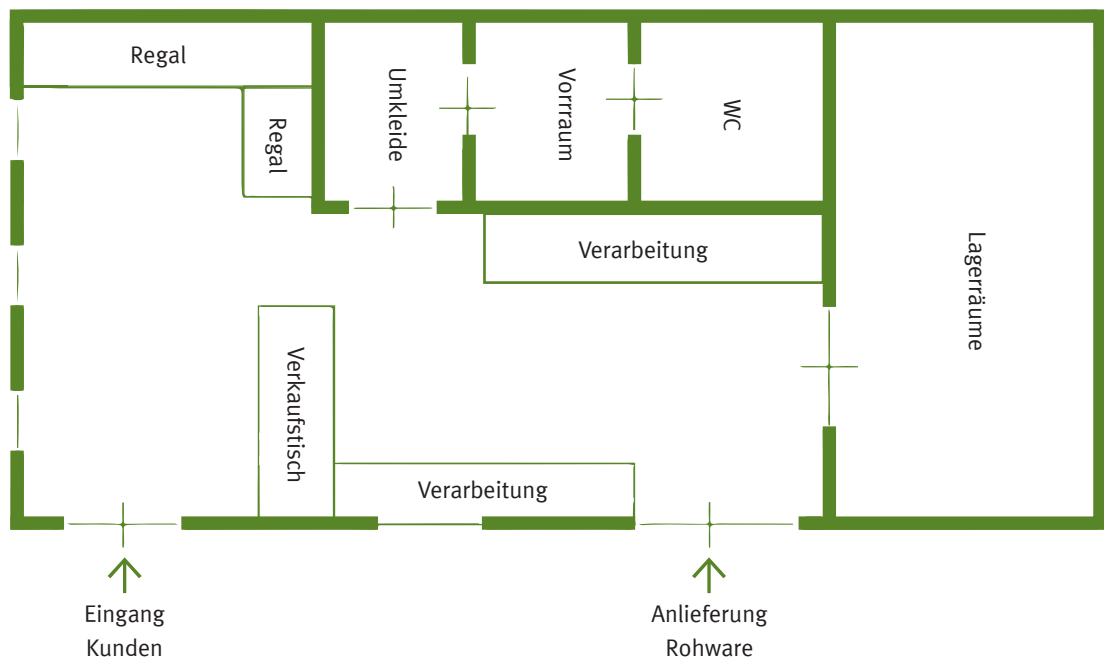 Regal
Regal
Umkleide
Vorrraum
WC
Verarbeitung
Lagerräume
Verkaufstisch
Verarbeitung
Eingang
Kunden
Anlieferung
Rohware